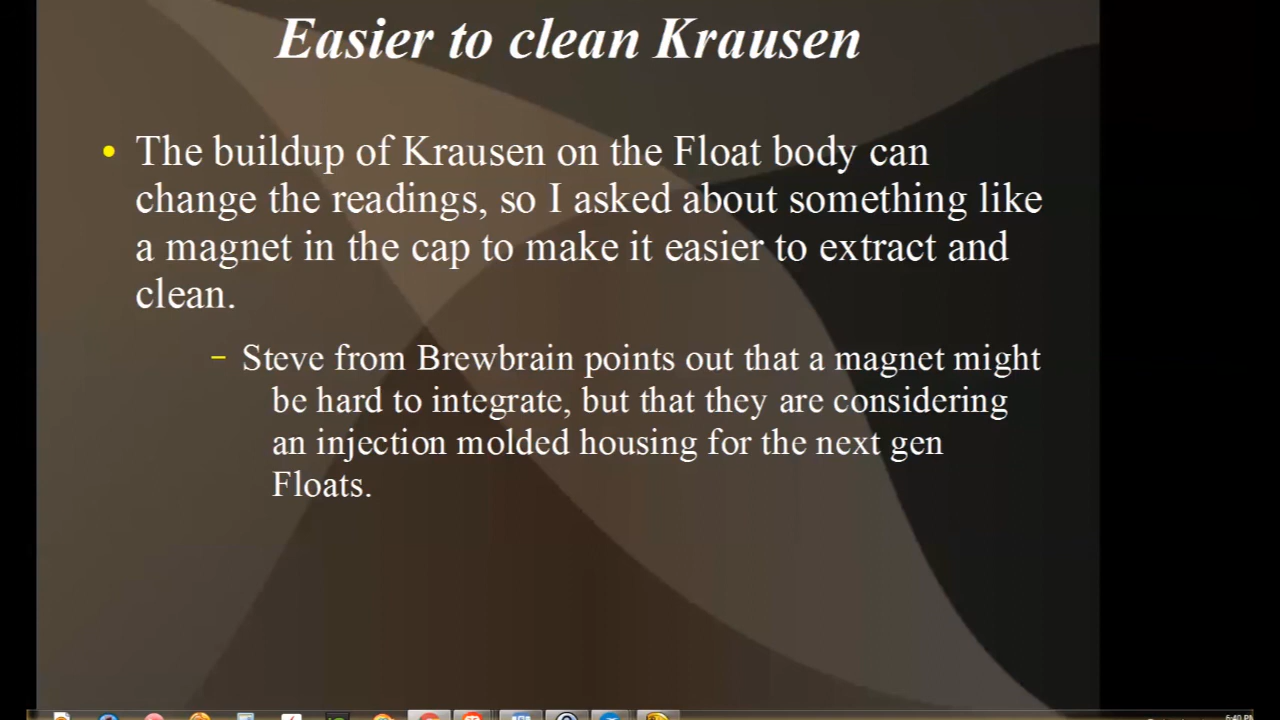 Easier to clean Krausen
• The buildup of Krausen on the Float body can
change the readings, so I asked about something like
a magnet in the cap to make it easier to extract and
clean.
– Steve from Brewbrain points out that a magnet might
be hard to integrate, but that they are considering
an injection molded housing for the next gen
Floats.